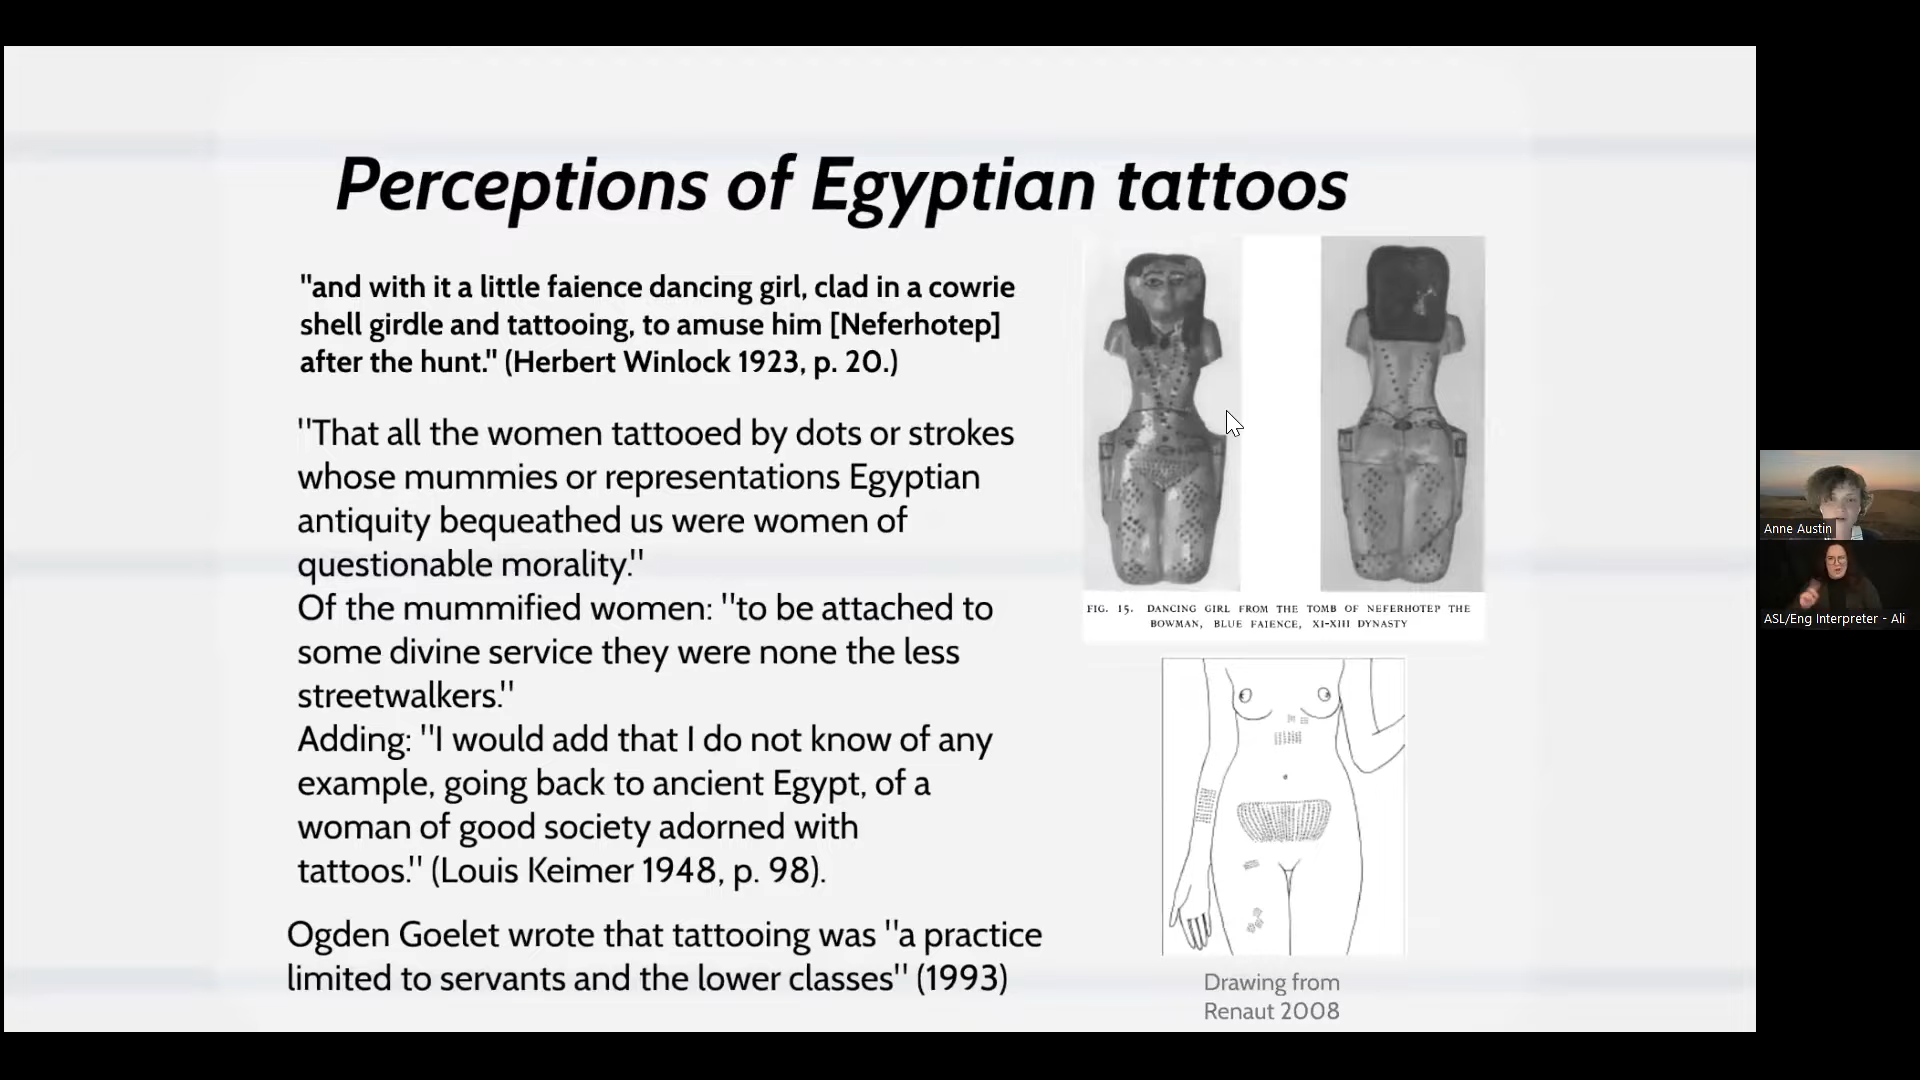 Perceptions of Egyptian tattoos
"and with it a little faience dancing girl, clad in a cowrie
shell girdle and tattooing, to amuse him [Neferhotep]
after the hunt." (Herbert Winlock 1923, p. 20.)
"That all the women tattooed by dots or strokes
whose mummies or representations Egyptian
antiquity bequeathed us were women of
questionable morality."
Of the mummified women: "to be attached to
some divine service they were none the less
streetwalkers."
Adding: "I would add that I do not know of any
example, going back to ancient Egypt, of a
woman of good society adorned with
tattoos." (Louis Keimer 1948, p. 98).
Ogden Goelet wrote that tattooing was "a practice
limited to servants and the lower classes" (1993)
FIG. 15. DANCING GIRL FROM THE TOMB OF NEFERHOTEP THE
BOWMAN, BLUE FAIENCE, XI-XIII DYNASTY
Drawing from
Renaut 2008
Anne Austin
ASL/Eng Interpreter - Ali